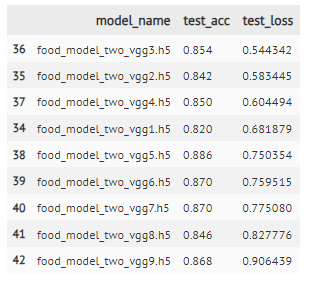 model_name test_acc test_loss
36 food_model_two_vgg3.h5 0.854 0.544342
35 food_model_two_vgg2.h5 0.842 0.583445
37 food_model_two_vgg4.h5 0.850 0.604494
34 food_model_two_vgg1.h5 0.820 0.681879
38 food_model_two_vgg5.h5 0.886 0.750354
39 food_model_two_vgg6.h5 0.870 0.759515
40 food_model_two_vgg7.h5 0.870 0.775080
41 food_model_two_vgg8.h5 0.846 0.827776
42 food_model_two_vgg9.h5 0.868 0.906439